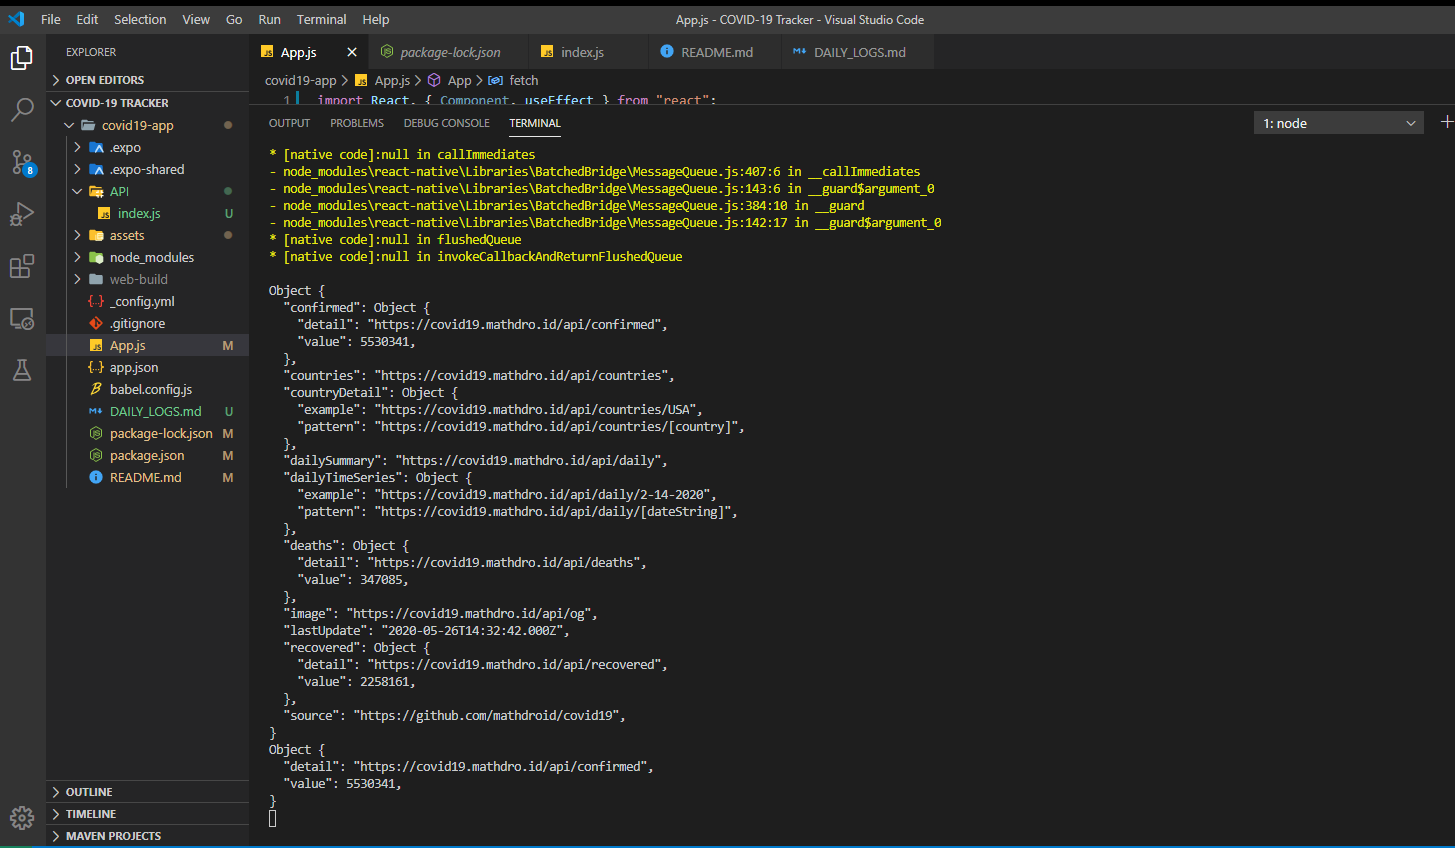 File Edit Selection View Go Run Terminal Help
App.js - COVID-19 Tracker - Visual Studio Code
EXPLORER
OPEN EDITORS
COVID-19 TRACKER
covid19-app
.expo
.expo-shared
API
index.js U
assets
node_modules
web-build
_config.yml
.gitignore
App.js M
app.json
babel.config.js
DAILY_LOGS.md U
package-lock.json M
package.json M
README.md M
OUTLINE
TIMELINE
MAVEN PROJECTS
8
App.js package-lock.json index.js README.md DAILY_LOGS.md
covid19-app > App.js > App > fetch
1 import React, { Component, useEffect } from "react";
OUTPUT PROBLEMS DEBUG CONSOLE TERMINAL
1: node
* [native code]:null in callImmediates
- node_modules\react-native\Libraries\BatchedBridge\MessageQueue.js:407:6 in __callImmediates
- node_modules\react-native\Libraries\BatchedBridge\MessageQueue.js:143:6 in __guard$argument_0
- node_modules\react-native\Libraries\BatchedBridge\MessageQueue.js:384:10 in __guard
- node_modules\react-native\Libraries\BatchedBridge\MessageQueue.js:142:17 in __guard$argument_0
* [native code]:null in flushedQueue
* [native code]:null in invokeCallbackAndReturnFlushedQueue
Object {
"confirmed": Object {
"detail": "https://covid19.mathdro.id/api/confirmed",
"value": 5530341,
},
"countries": "https://covid19.mathdro.id/api/countries",
"countryDetail": Object {
"example": "https://covid19.mathdro.id/api/countries/USA",
"pattern": "https://covid19.mathdro.id/api/countries/[country]",
},
"dailySummary": "https://covid19.mathdro.id/api/daily",
"dailyTimeSeries": Object {
"example": "https://covid19.mathdro.id/api/daily/2-14-2020",
"pattern": "https://covid19.mathdro.id/api/daily/[dateString]",
},
"deaths": Object {
"detail": "https://covid19.mathdro.id/api/deaths",
"value": 347085,
},
"image": "https://covid19.mathdro.id/api/og",
"lastUpdate": "2020-05-26T14:32:42.000Z",
"recovered": Object {
"detail": "https://covid19.mathdro.id/api/recovered",
"value": 2258161,
},
"source": "https://github.com/mathdroid/covid19",
}
Object {
"detail": "https://covid19.mathdro.id/api/confirmed",
"value": 5530341,
}